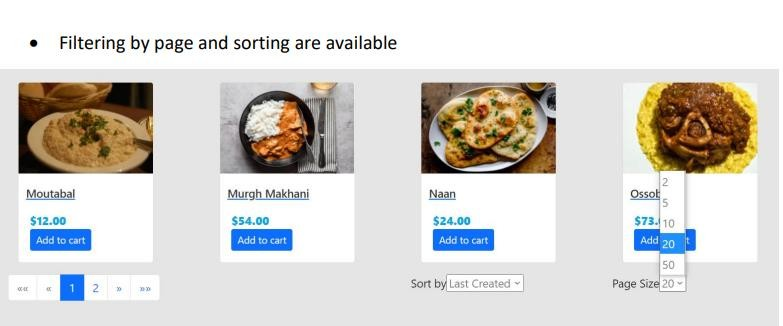 • Filtering by page and sorting are available
Moutabal
$12.00
Add to cart
Murgh Makhani
$54.00
Add to cart
Naan
$24.00
Add to cart
Ossob
$73.
Add
2
5
10
20
50
«« « 1 2 » »»
Sort by Last Created
Page Size 20